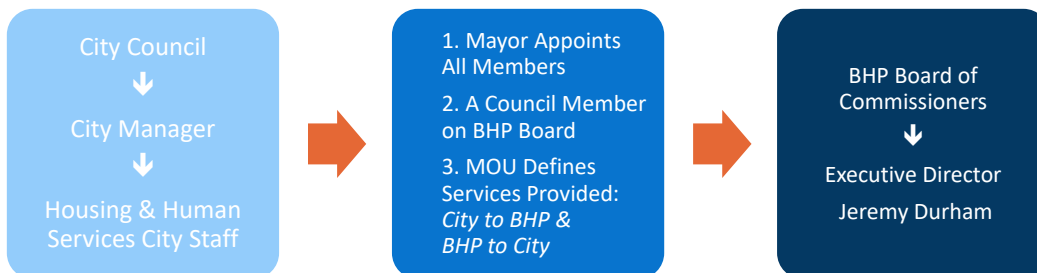 City Council
City Manager
Housing & Human
Services City Staff
1. Mayor Appoints
All Members
2. A Council Member
on BHP Board
3. MOU Defines
Services Provided:
City to BHP &
BHP to City
BHP Board of
Commissioners
Executive Director
Jeremy Durham